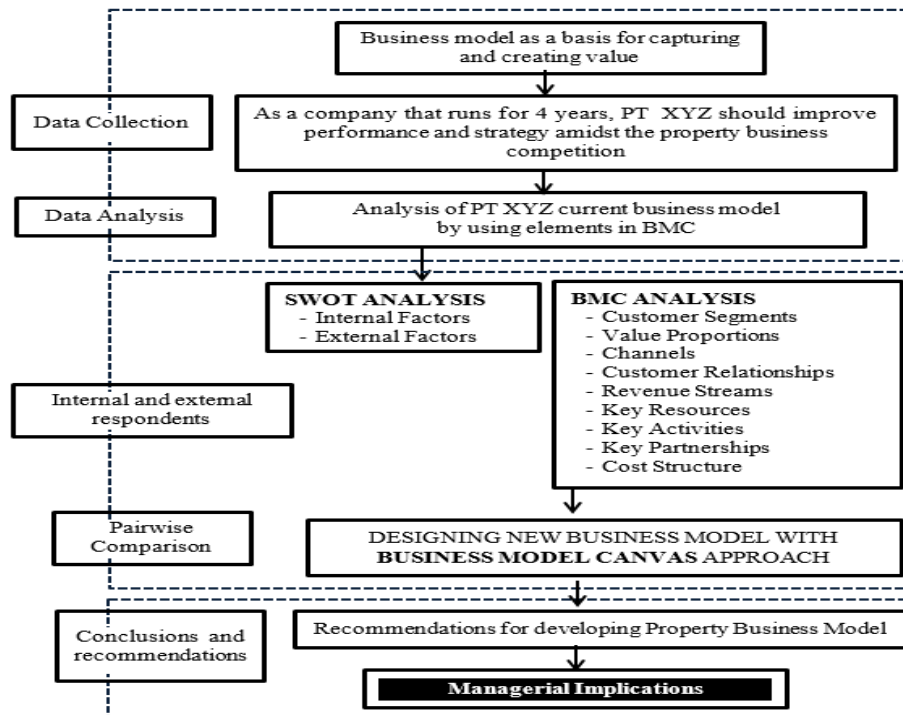 Business model as a basis for capturing
and creating value
Data Collection
As a company that runs for 4 years, PT XYZ should improve
performance and strategy amidst the property business
competition
Data Analysis
Analysis of PT XYZ current business model
by using elements in BMC
SWOT ANALYSIS
- Internal Factors
- External Factors
BMC ANALYSIS
- Customer Segments
- Value Proportions
- Channels
- Customer Relationships
- Revenue Streams
- Key Resources
- Key Activities
- Key Partnerships
- Cost Structure
Internal and external
respondents
Pairwise
Comparison
DESIGNING NEW BUSINESS MODEL WITH
BUSINESS MODEL CANVAS APPROACH
Conclusions and
recommendations
Recommendations for developing Property Business Model
Managerial Implications